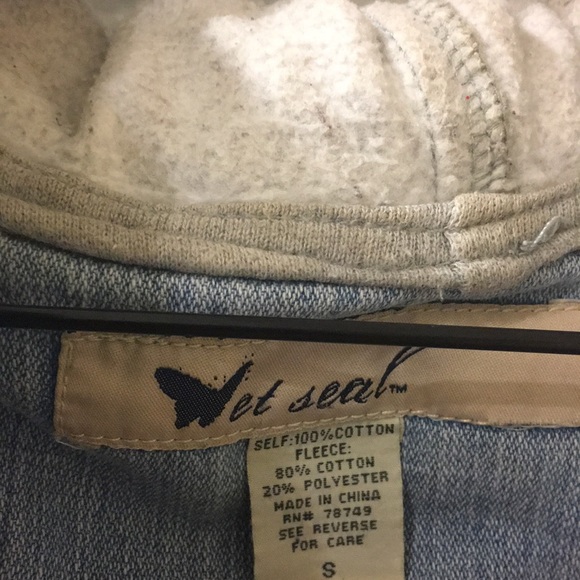 Wet seal™
SELF:100%COTTON
FLEECE:
80% COTTON
20% POLYESTER
MADE IN CHINA
RN# 78749
SEE REVERSE
FOR CARE
S